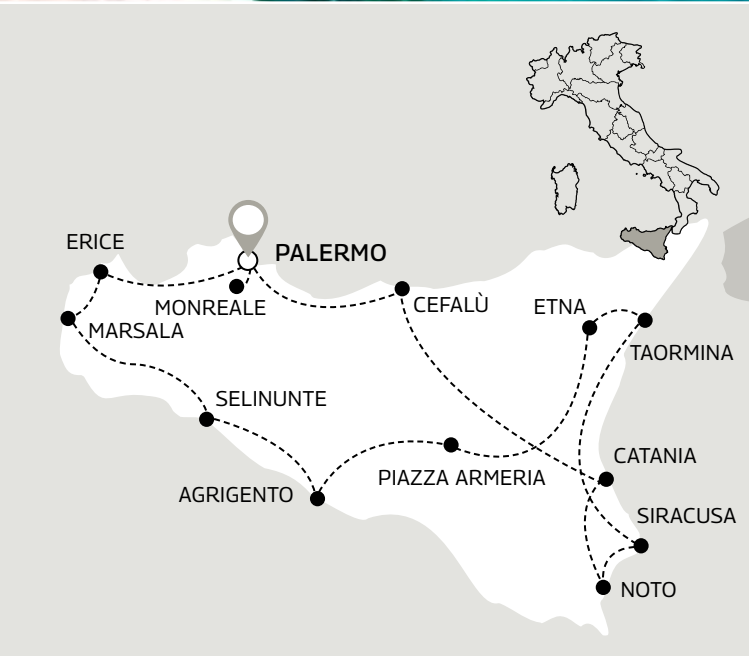 ERICE
PALERMO
MONREALE
CEFALÙ
ETNA
MARSALA
TAORMINA
SELINUNTE
CATANIA
PIAZZA ARMERIA
AGRIGENTO
SIRACUSA
NOTO